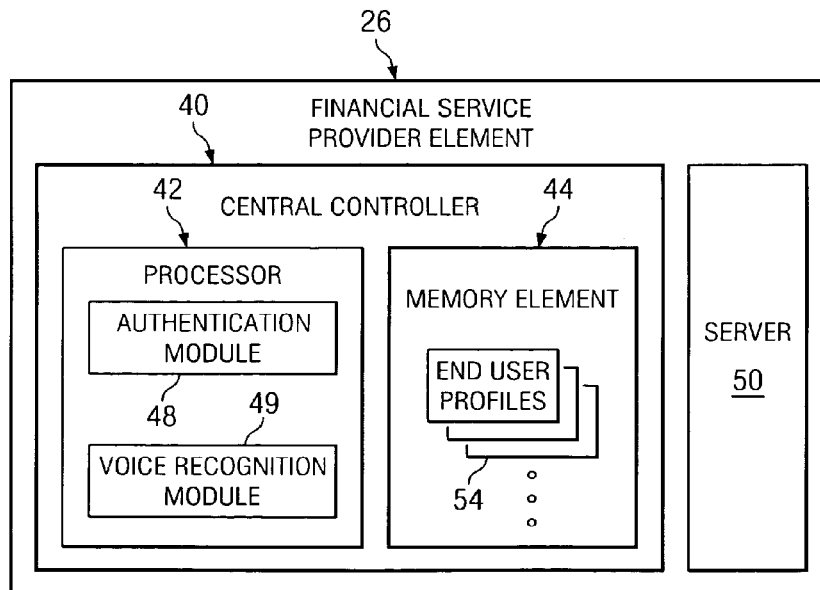 26
FINANCIAL SERVICE
PROVIDER ELEMENT
40
CENTRAL CONTROLLER
42
44
PROCESSOR
AUTHENTICATION
MODULE
48
49
VOICE RECOGNITION
MODULE
MEMORY ELEMENT
END USER
PROFILES
54
SERVER
50